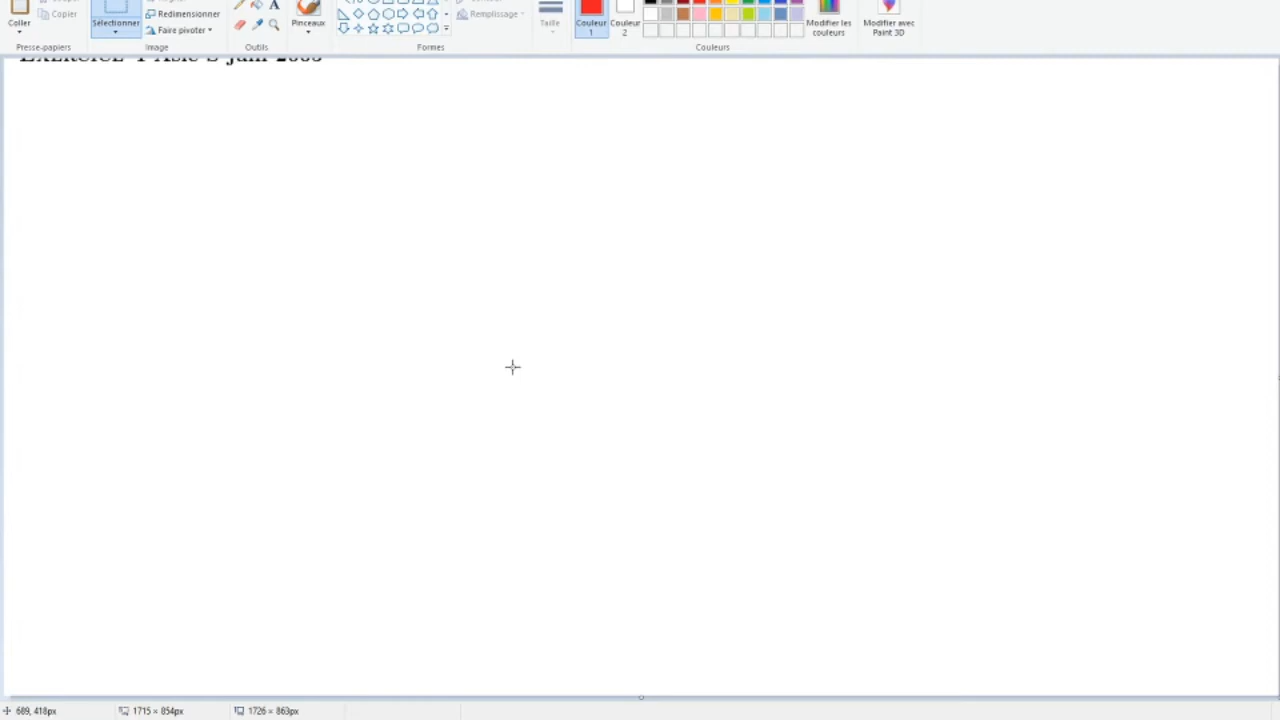 Coller
Copier
Presse-papiers
Sélectionner
Redimensionner
Faire pivoter
Image
Outils
Pinceaux
Formes
Remplissage
Taille
Couleur 1
Couleur 2
Couleurs
Modifier les couleurs
Modifier avec Paint 3D
689, 418px
1715 × 854px
1726 × 863px